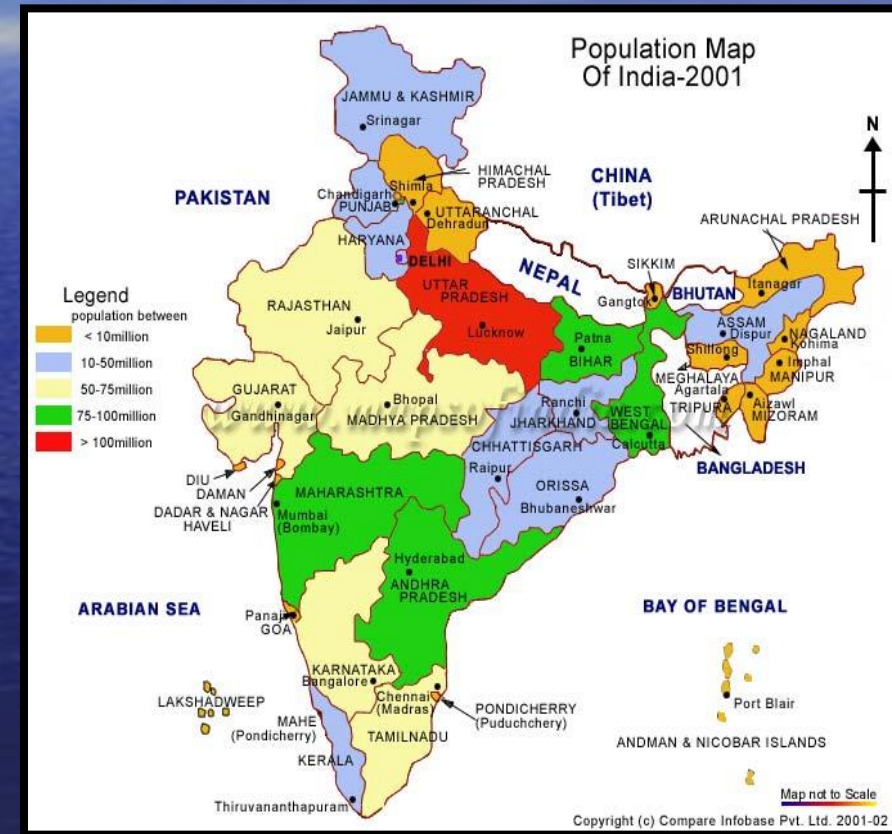 Population Map
Of India-2001
N
JAMMU & KASHMIR
Srinagar
HIMACHAL
PRADESH
CHINA
(Tibet)
PAKISTAN
Chandigarh
Shimla
PUNJAB
UTTARANCHAL
Dehradun
ARUNACHAL PRADESH
HARYANA
DELHI
NEPAL
SIKKIM
Gangtok
BHUTAN
Itanagar
Legend
population between
< 10million
10-50million
50-75million
75-100million
> 100million
RAJASTHAN
Jaipur
UTTAR
PRADESH
Lucknow
Patna
BIHAR
ASSAM
Dispur
NAGALAND
Kohima
Shillong
Imphal
MANIPUR
MEGHALAYA
Agartala
TRIPURA
Aizawl
MIZORAM
GUJARAT
Gandhinagar
Bhopal
MADHYA PRADESH
Ranchi
JHARKHAND
WEST
BENGAL
Calcutta
BANGLADESH
CHHATTISGARH
Raipur
ORISSA
Bhubaneshwar
DIU
DAMAN
DADAR & NAGAR
HAVELI
MAHARASHTRA
Mumbai
(Bombay)
Hyderabad
ANDHRA
PRADESH
ARABIAN SEA
BAY OF BENGAL
Panaji
GOA
KARNATAKA
Bangalore
Chennai
(Madras)
PONDICHERRY
(Puduchchery)
LAKSHADWEEP
MAHE
(Pondicherry)
TAMILNADU
KERALA
Thiruvananthapuram
Port Blair
ANDMAN & NICOBAR ISLANDS
Map not to Scale
Copyright (c) Compare Infobase Pvt. Ltd. 2001-02